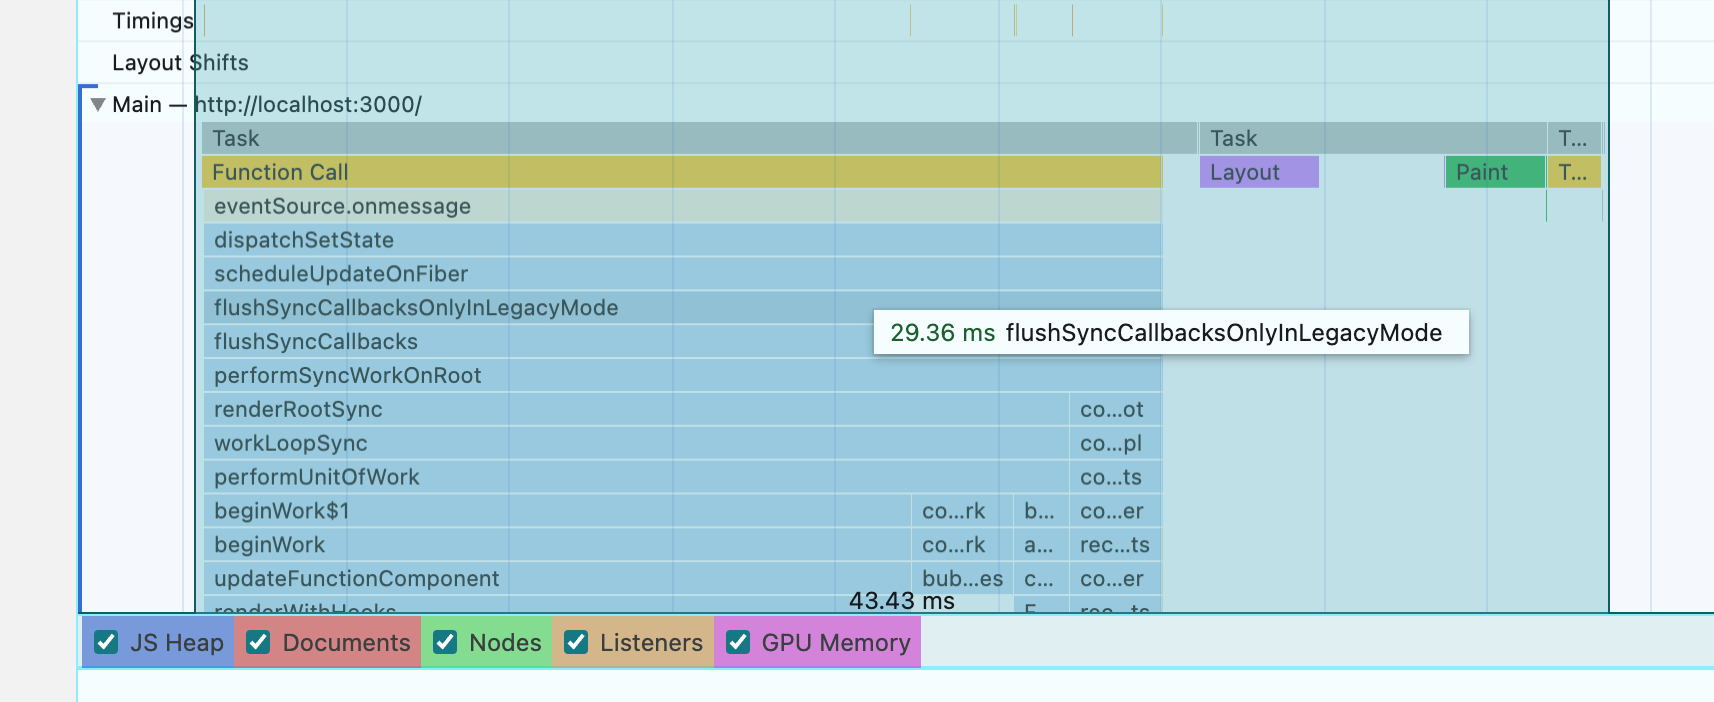 Timings
Layout Shifts
Main — http://localhost:3000/
Task Task T...
Function Call Layout Paint T...
eventSource.onmessage
dispatchSetState
scheduleUpdateOnFiber
flushSyncCallbacksOnlyInLegacyMode
29.36 ms flushSyncCallbacksOnlyInLegacyMode
flushSyncCallbacks
performSyncWorkOnRoot
renderRootSync co...ot
workLoopSync co...pl
performUnitOfWork co...ts
beginWork$1 co...rk b... co...er
beginWork co...rk a... rec...ts
updateFunctionComponent bub...es c... co...er
43.43 ms
renderWithHooks F rec...ts
JS Heap Documents Nodes Listeners GPU Memory